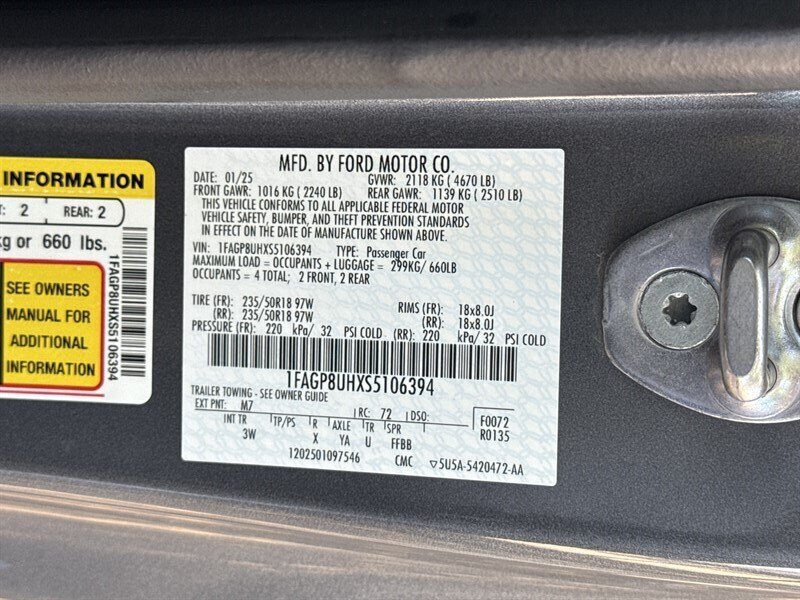 INFORMATION
: 2
REAR: 2
kg or 660 lbs.
SEE OWNERS
MANUAL FOR
ADDITIONAL
INFORMATION
1FAGP8UHXS5106394
MFD. BY FORD MOTOR CO.
DATE: 01/25 GVWR: 2118 KG ( 4670 LB)
FRONT GAWR: 1016 KG ( 2240 LB) REAR GAWR: 1139 KG ( 2510 LB)
THIS VEHICLE CONFORMS TO ALL APPLICABLE FEDERAL MOTOR
VEHICLE SAFETY, BUMPER, AND THEFT PREVENTION STANDARDS
IN EFFECT ON THE DATE OF MANUFACTURE SHOWN ABOVE.
VIN: 1FAGP8UHXS5106394 TYPE: Passenger Car
MAXIMUM LOAD = OCCUPANTS + LUGGAGE = 299KG/ 660LB
OCCUPANTS = 4 TOTAL; 2 FRONT, 2 REAR
TIRE (FR): 235/50R18 97W RIMS (FR): 18x8.0J
(RR): 235/50R18 97W (RR): 18x8.0J
PRESSURE (FR): 220 kPa/ 32 PSI COLD (RR): 220 kPa/ 32 PSI COLD
1FAGP8UHXS5106394
TRAILER TOWING - SEE OWNER GUIDE
EXT PNT: M7 RC: 72 DSO: F0072
INT TR TP/PS R AXLE TR SPR R0135
3W X YA U FFBB
1202501097546 CMC ▽5U5A-5420472-AA